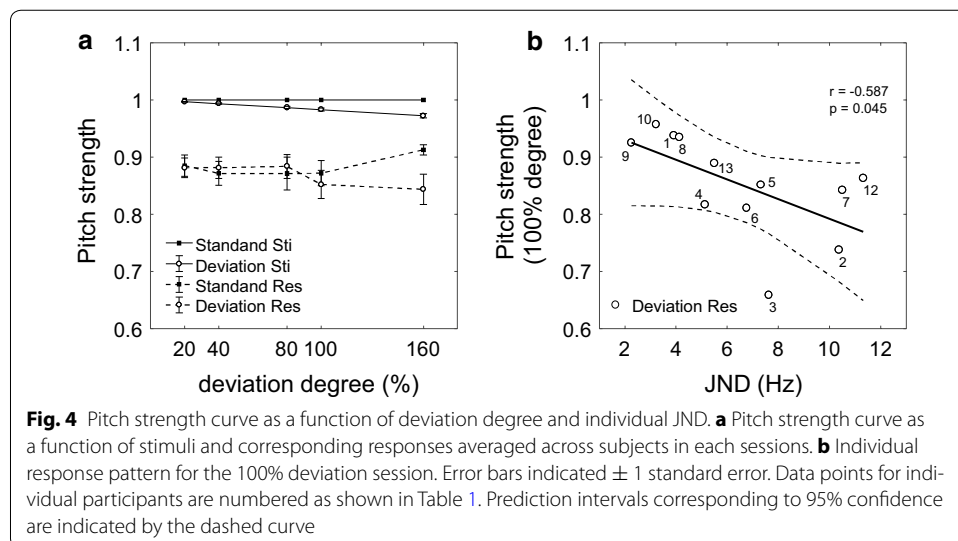 a
b
1.1
1
0.9
0.8
0.7
0.6
Pitch strength
Standand Sti
Deviation Sti
Standard Res
Deviation Res
20 40 80 100 160
deviation degree (%)
1.1
1
0.9
0.8
0.7
0.6
Pitch strength
(100% degree)
r = -0.587
p = 0.045
10
1
8
9
13
5
4
6
7
12
2
3
Deviation Res
2 4 6 8 10 12
JND (Hz)
Fig. 4 Pitch strength curve as a function of deviation degree and individual JND. a Pitch strength curve as
a function of stimuli and corresponding responses averaged across subjects in each sessions. b Individual
response pattern for the 100% deviation session. Error bars indicated ± 1 standard error. Data points for indi-
vidual participants are numbered as shown in Table 1. Prediction intervals corresponding to 95% confidence
are indicated by the dashed curve